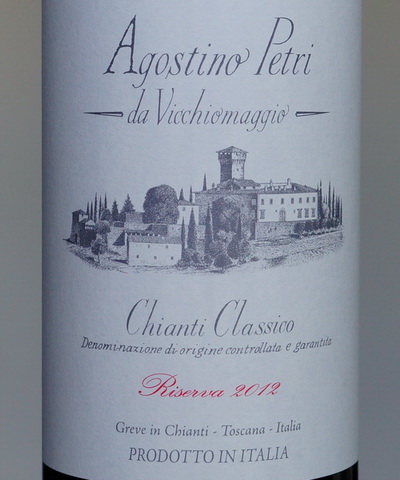 Agostino Petri
da Vicchiomaggio
Chianti Classico
Denominazione di origine controllata e garantita
Riserva 2012
Greve in Chianti - Toscana - Italia
PRODOTTO IN ITALIA